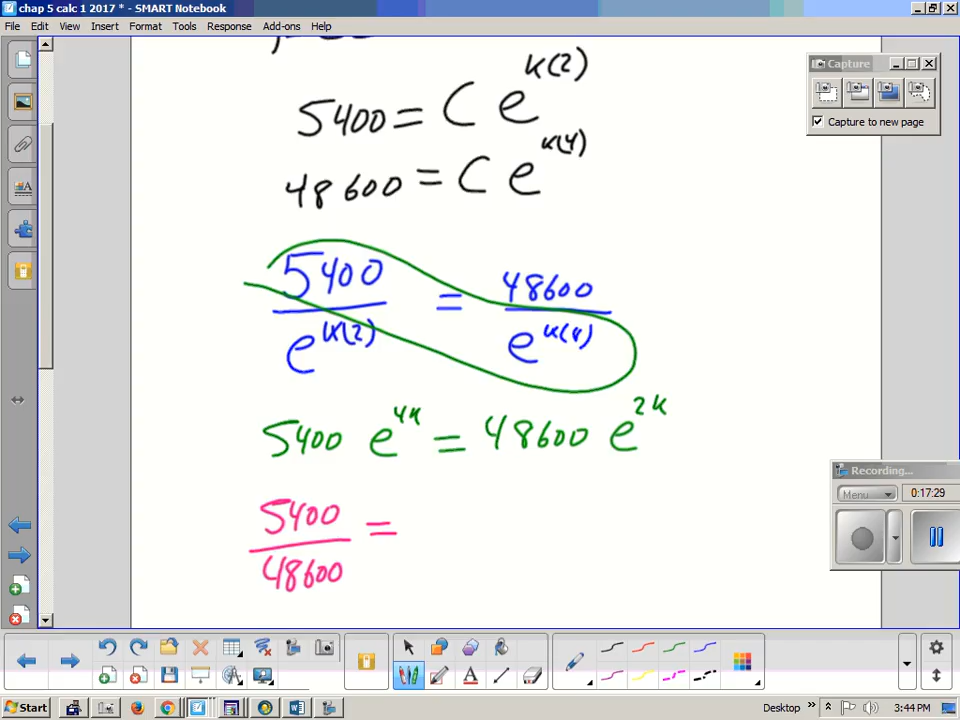 chap 5 calc 1 2017 * - SMART Notebook
File Edit View Insert Format Tools Response Add-ons Help
Capture
Capture to new page
5400 = C e^k(2)
48600 = C e^k(4)
5400 / e^k(2) = 48600 / e^k(4)
5400 e^4k = 48600 e^2k
5400 / 48600 =
Recording...
Menu
0:17:29
Start
Desktop
3:44 PM